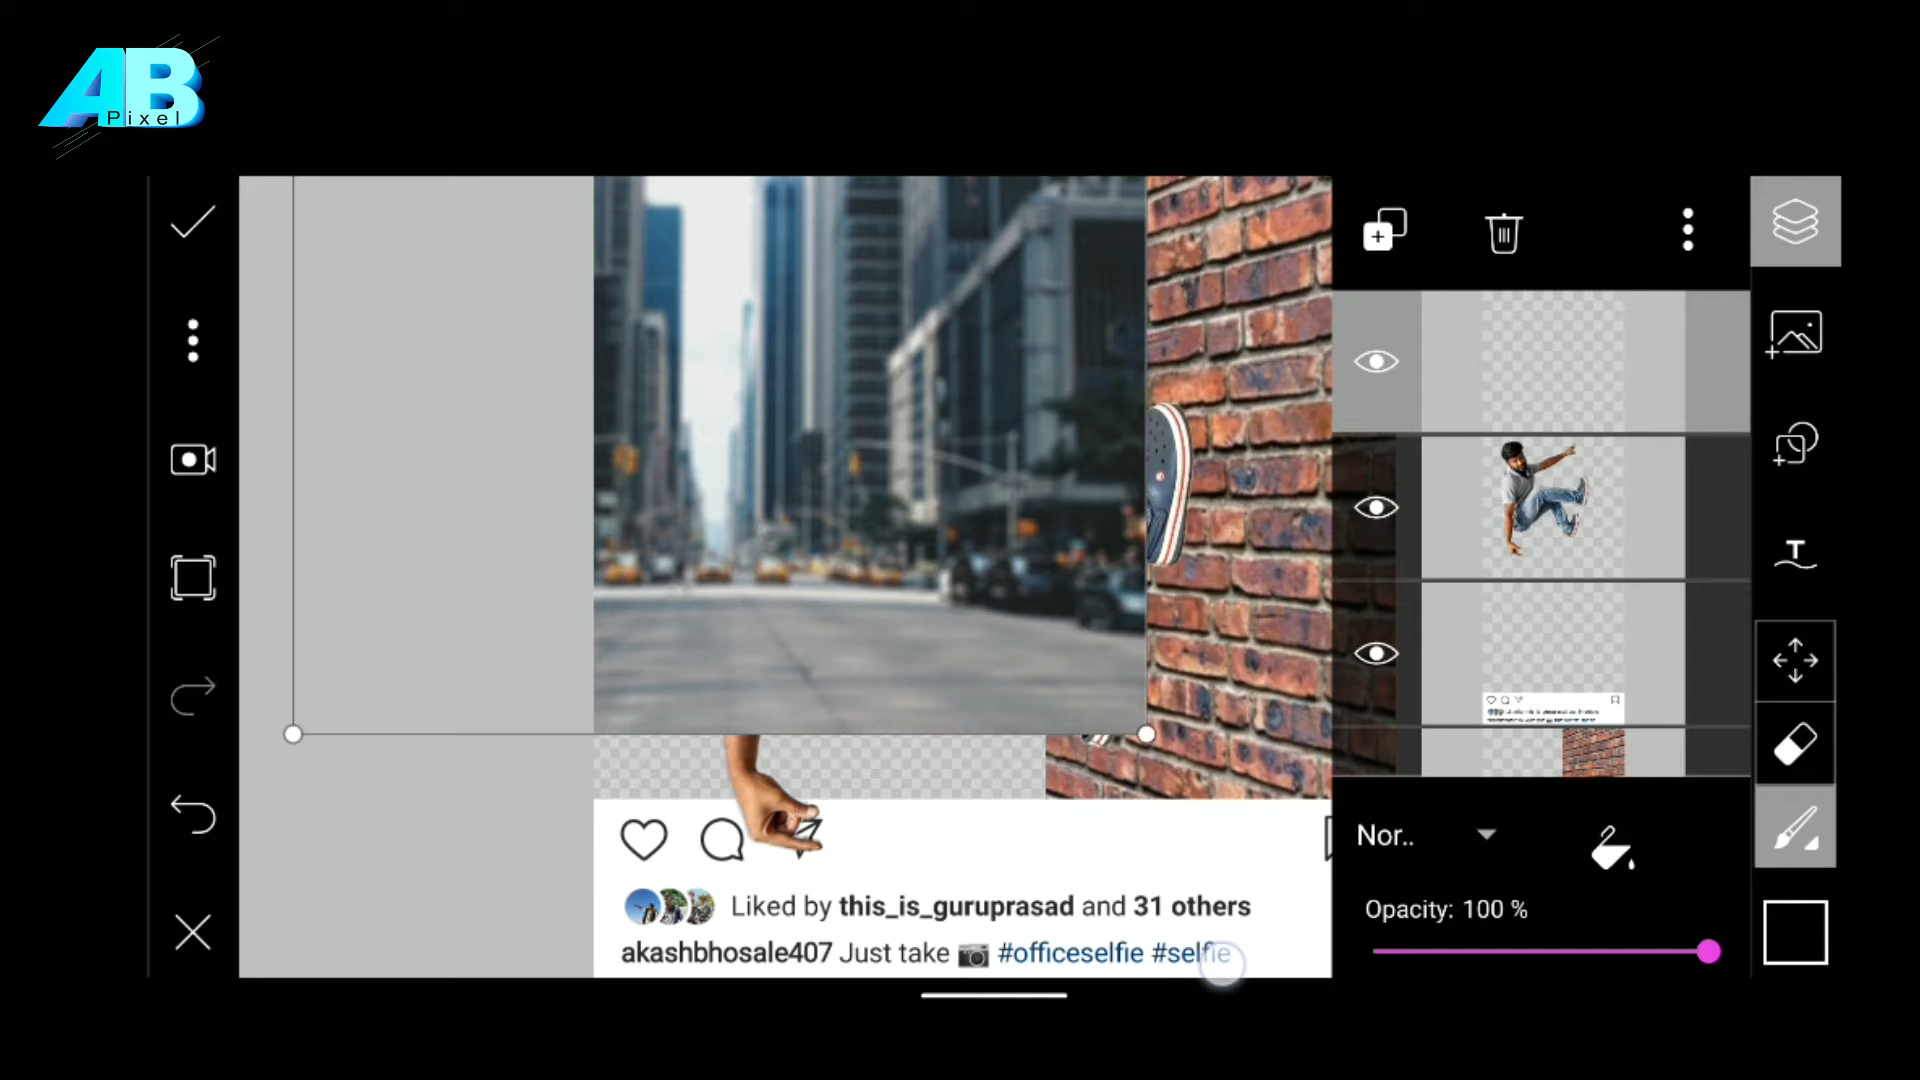 AB
Pixel
T
Nor..
Liked by this_is_guruprasad and 31 others
akashbhosale407 Just take 📷 #officeselfie #selfie
Opacity: 100 %